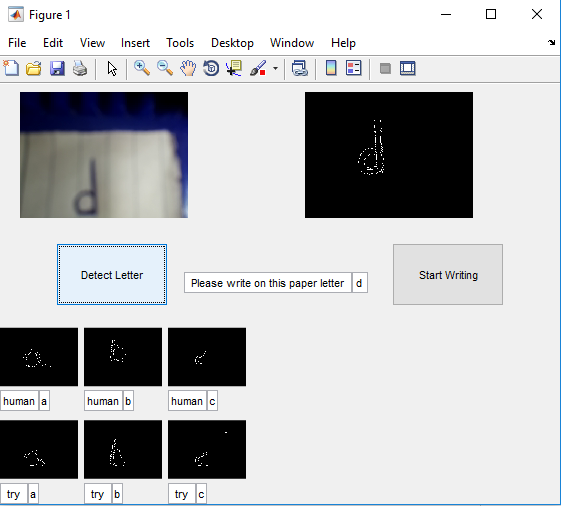 Figure 1
File Edit View Insert Tools Desktop Window Help
d
d
Detect Letter
Please write on this paper letter d
Start Writing
a b c
human a human b human c
a b c
try a try b try c